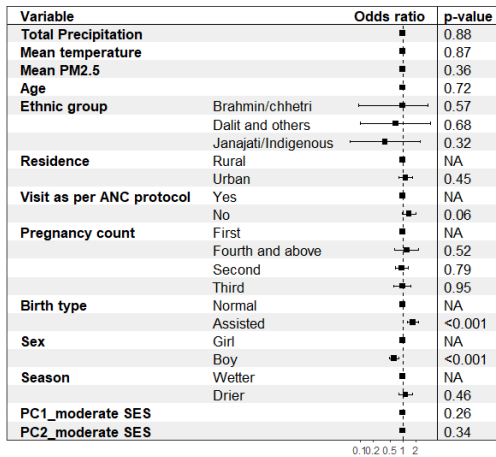 Variable Odds ratio p-value
Total Precipitation 0.88
Mean temperature 0.87
Mean PM2.5 0.36
Age 0.72
Ethnic group Brahmin/chhetri 0.57
Dalit and others 0.68
Janajati/Indigenous 0.32
Residence Rural NA
Urban 0.45
Visit as per ANC protocol Yes NA
No 0.06
Pregnancy count First NA
Fourth and above 0.52
Second 0.79
Third 0.95
Birth type Normal NA
Assisted <0.001
Sex Girl NA
Boy <0.001
Season Wetter NA
Drier 0.46
PC1_moderate SES 0.26
PC2_moderate SES 0.34
0.10.2 0.5 1 2